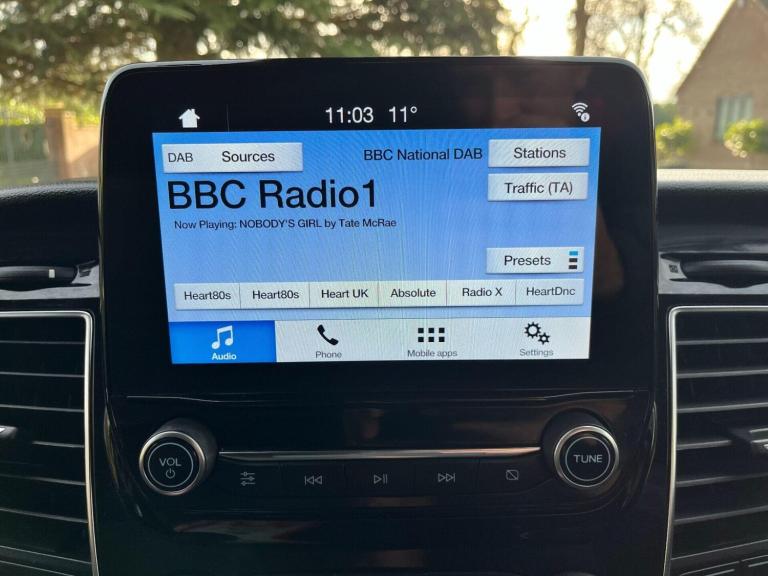 11:03 11°
DAB Sources
BBC National DAB
Stations
BBC Radio1
Traffic (TA)
Now Playing: NOBODY'S GIRL by Tate McRae
Presets
Heart80s Heart80s Heart UK Absolute Radio X HeartDnc
Audio Phone Mobile apps Settings
VOL
TUNE